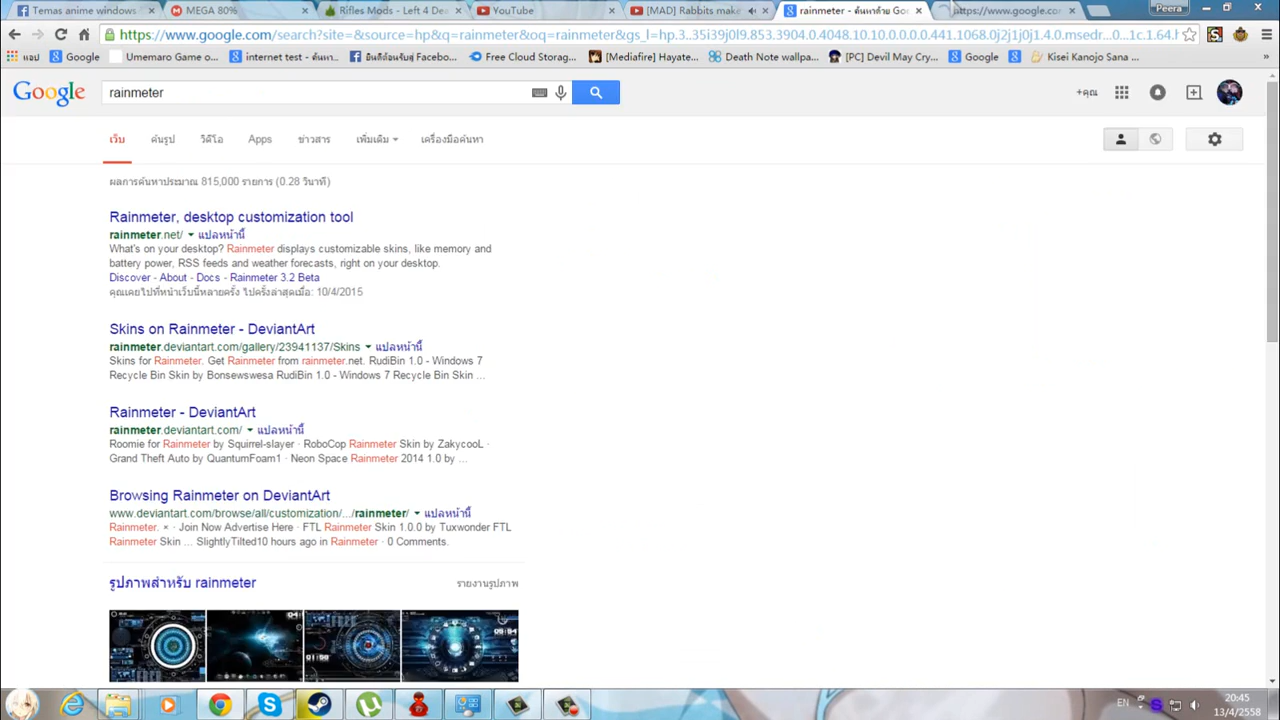 Temas anime windows
MEGA 80%
Rifles Mods - Left 4 De
YouTube
[MAD] Rabbits make
rainmeter - ค้นหาด้วย Go
https://www.google.co
Peera
https://www.google.com/search?site=&source=hp&q=rainmeter&oq=rainmeter&gs_l=hp.3..35i39j0l9.853.3904.0.4048.10.10.0.0.0.0.441.1068.0j2j1j0j1.4.0.msedr...0...1c.1.64.h
แอป
Google
Umemaro Game o...
internet test - ค้นหา...
ยินดีต้อนรับสู่ Faceb...
Free Cloud Storag...
[Mediafire] Hayate...
Death Note wallpa...
[PC] Devil May Cry...
Google
Kisei Kanojo Sana ...
Google
rainmeter
+คุณ
เว็บ
ค้นรูป
วิดีโอ
Apps
ข่าวสาร
เพิ่มเติม
เครื่องมือค้นหา
ผลการค้นหาประมาณ 815,000 รายการ (0.28 วินาที)
Rainmeter, desktop customization tool
rainmeter.net/ แปลหน้านี้
What's on your desktop? Rainmeter displays customizable skins, like memory and
battery power, RSS feeds and weather forecasts, right on your desktop.
Discover - About - Docs - Rainmeter 3.2 Beta
คุณเคยไปที่หน้าเว็บนี้หลายครั้ง ไปครั้งล่าสุดเมื่อ: 10/4/2015
Skins on Rainmeter - DeviantArt
rainmeter.deviantart.com/gallery/23941137/Skins แปลหน้านี้
Skins for Rainmeter. Get Rainmeter from rainmeter.net. RudiBin 1.0 - Windows 7
Recycle Bin Skin by Bonsewswesa RudiBin 1.0 - Windows 7 Recycle Bin Skin ...
Rainmeter - DeviantArt
rainmeter.deviantart.com/ แปลหน้านี้
Roomie for Rainmeter by Squirrel-slayer · RoboCop Rainmeter Skin by ZakycooL ·
Grand Theft Auto by QuantumFoam1 · Neon Space Rainmeter 2014 1.0 by ...
Browsing Rainmeter on DeviantArt
www.deviantart.com/browse/all/customization/.../rainmeter/ แปลหน้านี้
Rainmeter. × · Join Now Advertise Here · FTL Rainmeter Skin 1.0.0 by Tuxwonder FTL
Rainmeter Skin ... SlightlyTilted10 hours ago in Rainmeter · 0 Comments.
รูปภาพสำหรับ rainmeter
รายงานรูปภาพ
EN
20:45
13/4/2558